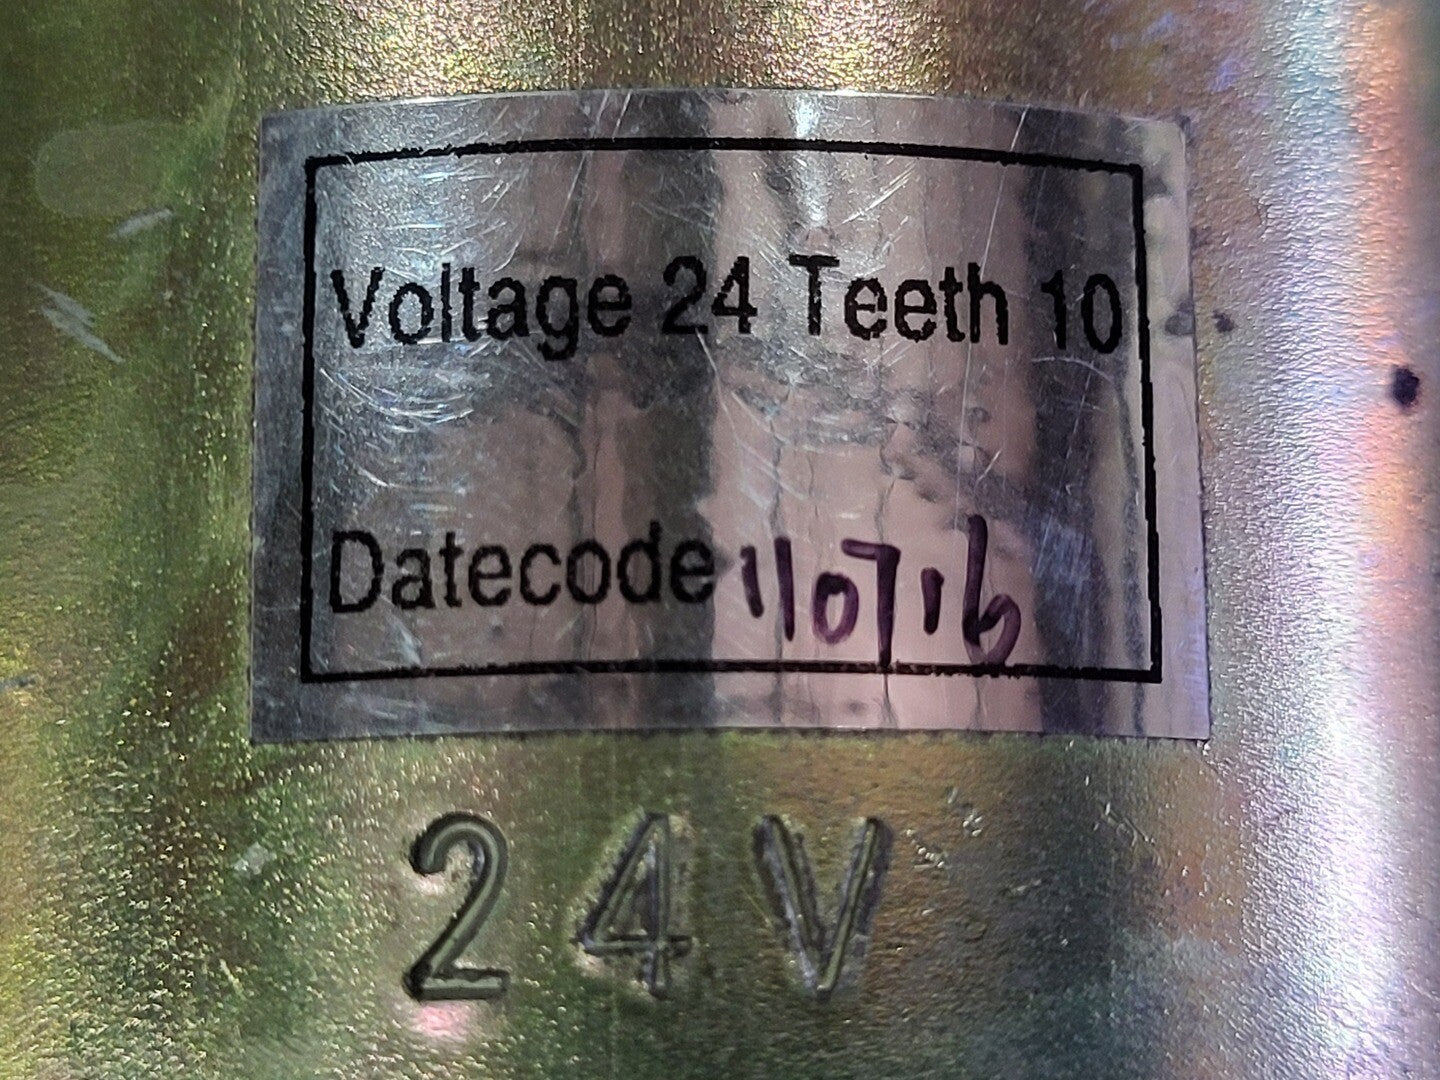 Voltage 24 Teeth 10
Datecode 110716
24V